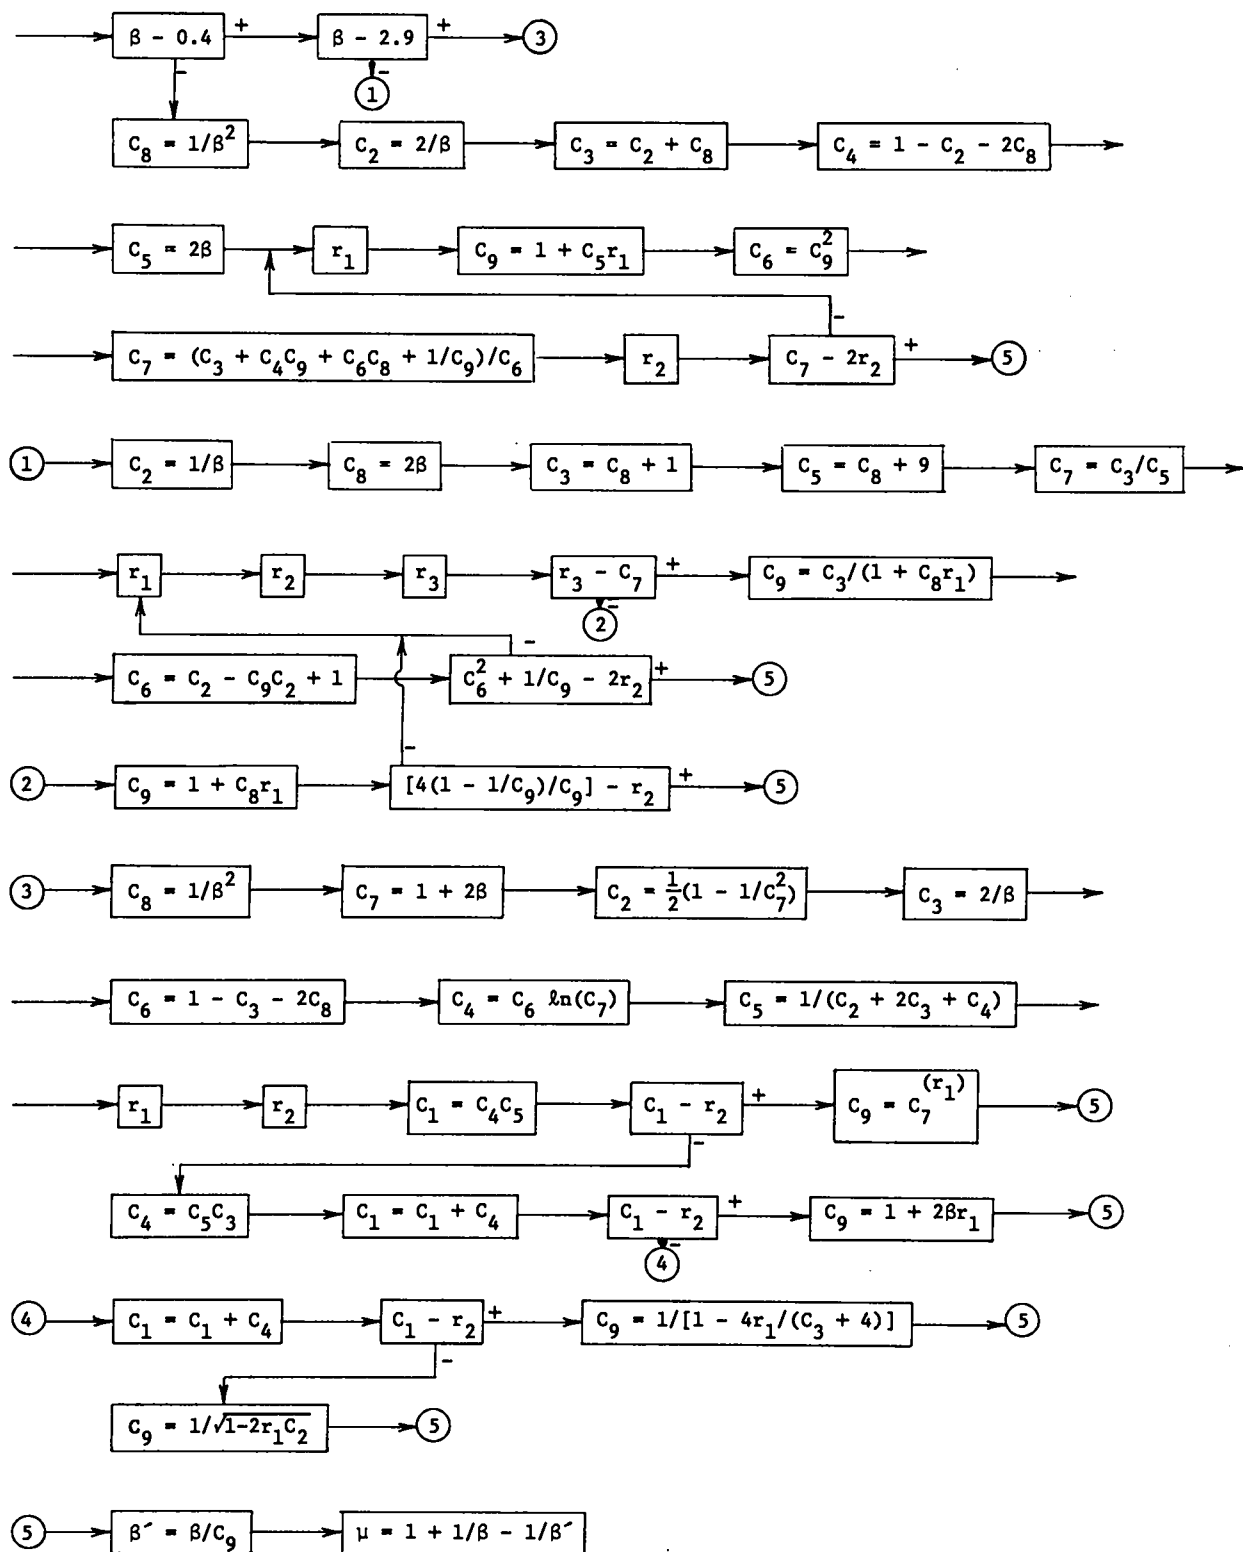 β - 0.4 + β - 2.9 + 3
- -
1
C₈ = 1/β² C₂ = 2/β C₃ = C₂ + C₈ C₄ = 1 - C₂ - 2C₈
C₅ = 2β r₁ C₉ = 1 + C₅r₁ C₆ = C₉²
-
C₇ = (C₃ + C₄C₉ + C₆C₈ + 1/C₉)/C₆ r₂ C₇ - 2r₂ + 5
1 C₂ = 1/β C₈ = 2β C₃ = C₈ + 1 C₅ = C₈ + 9 C₇ = C₃/C₅
r₁ r₂ r₃ r₃ - C₇ + C₉ = C₃/(1 + C₈r₁)
-
2
-
C₆ = C₂ - C₉C₂ + 1 C₆² + 1/C₉ - 2r₂ + 5
-
2 C₉ = 1 + C₈r₁ [4(1 - 1/C₉)/C₉] - r₂ + 5
3 C₈ = 1/β² C₇ = 1 + 2β C₂ = ½(1 - 1/C₇²) C₃ = 2/β
C₆ = 1 - C₃ - 2C₈ C₄ = C₆ ℓn(C₇) C₅ = 1/(C₂ + 2C₃ + C₄)
r₁ r₂ C₁ = C₄C₅ C₁ - r₂ + C₉ = C₇^(r₁) 5
-
C₄ = C₅C₃ C₁ = C₁ + C₄ C₁ - r₂ + C₉ = 1 + 2βr₁ 5
-
4
4 C₁ = C₁ + C₄ C₁ - r₂ + C₉ = 1/[1 - 4r₁/(C₃ + 4)] 5
-
C₉ = 1/√1-2r₁C₂ 5
5 β´ = β/C₉ μ = 1 + 1/β - 1/β´